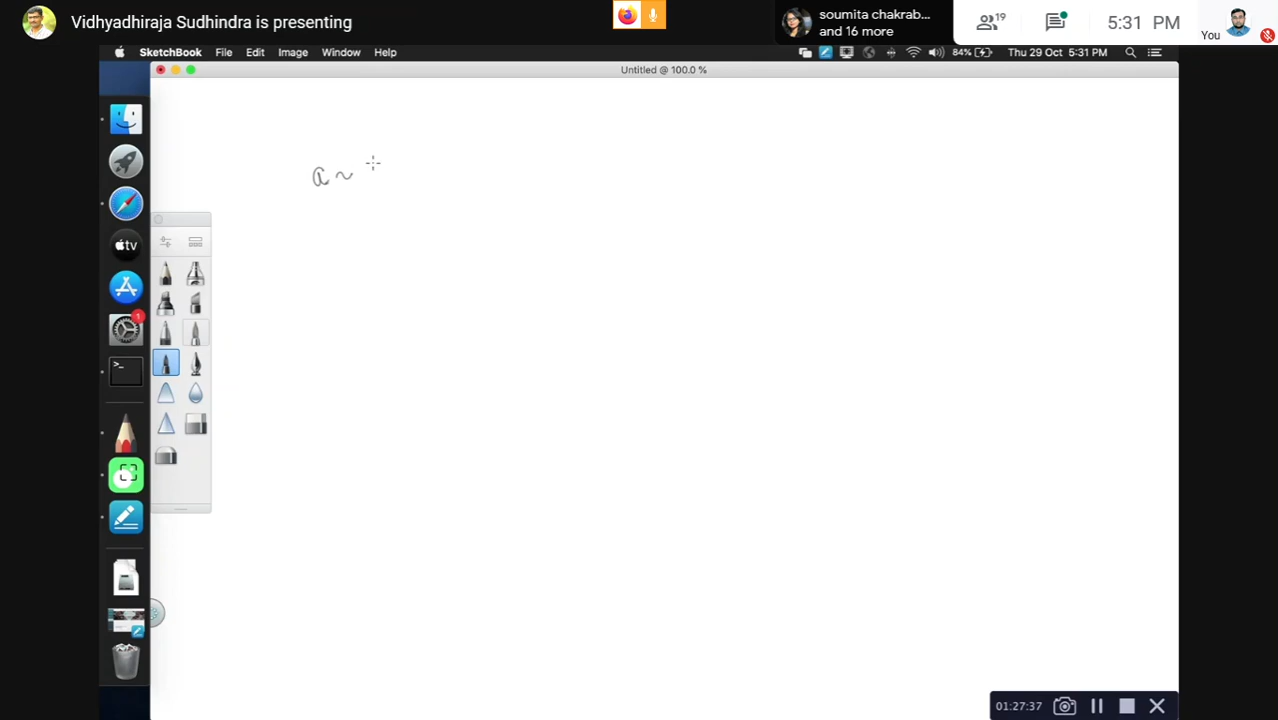 Vidhyadhiraja Sudhindra is presenting
soumita chakrab...
and 16 more
19
5:31 PM
You
SketchBook File Edit Image Window Help
84% Thu 29 Oct 5:31 PM
Untitled @ 100.0 %
a ~
tv
1
>_
01:27:37